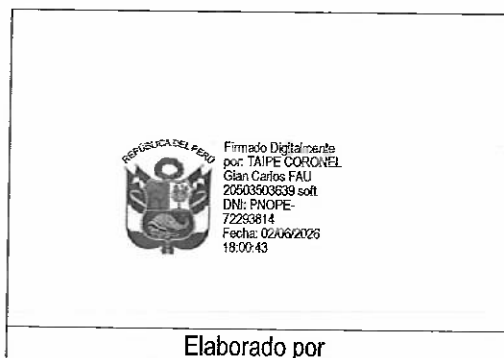 REPÚBLICA DEL PERÚ
Firmado Digitalmente
por: TAIPE CORONEL
Gian Carlos FAU
20503503639 soft
DNI: PNOPE-
72293814
Fecha: 02/06/2026
18:00:43
Elaborado por